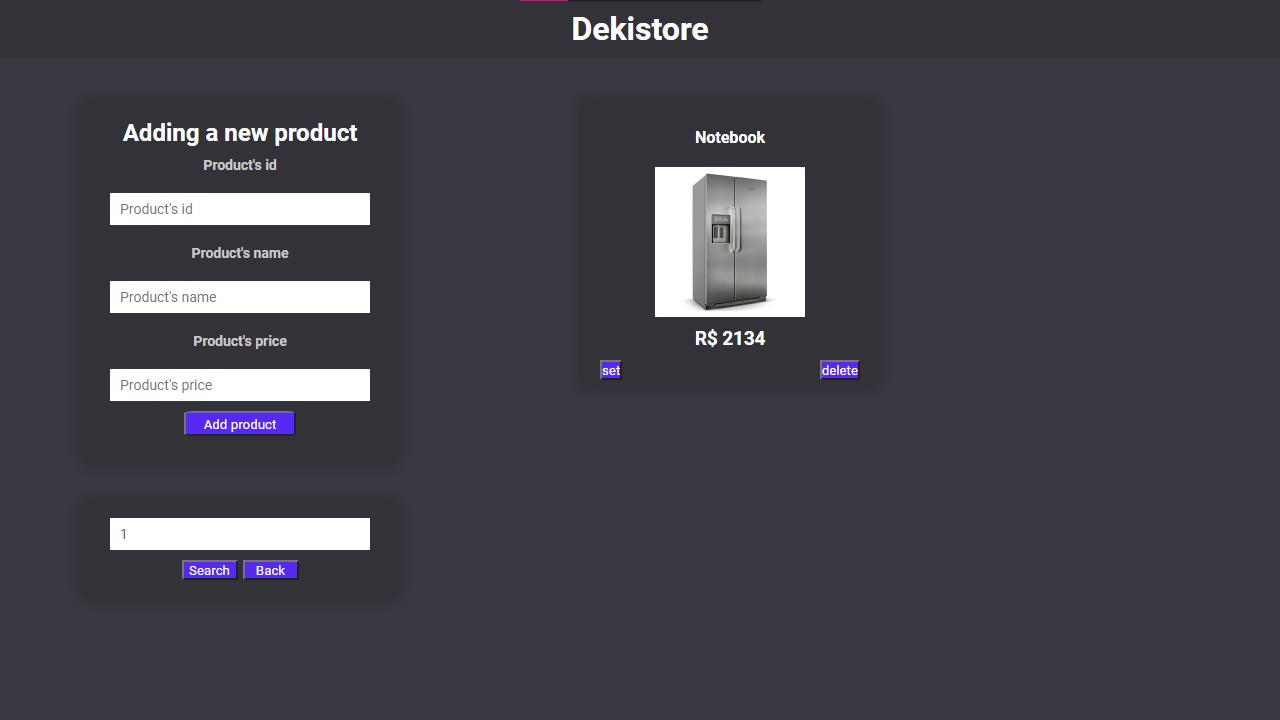 Dekistore
Adding a new product
Product's id
Product's id
Product's name
Product's name
Product's price
Product's price
Add product
1
Search Back
Notebook
R$ 2134
set delete